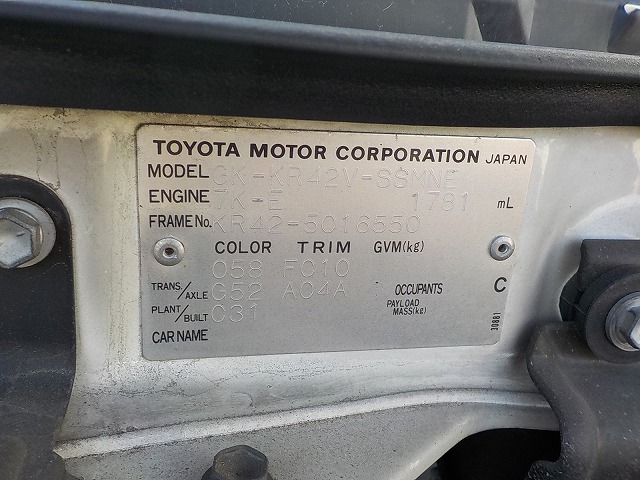 TOYOTA MOTOR CORPORATION JAPAN
MODEL GK-KR42V-SSMNE
ENGINE 7K-E 1781 mL
FRAME No. KR42-5016550
COLOR TRIM GVM(kg)
058 F010
TRANS./AXLE G52 A04A OCCUPANTS C
PLANT/BUILT C31 PAYLOAD MASS(kg)
CAR NAME
30881